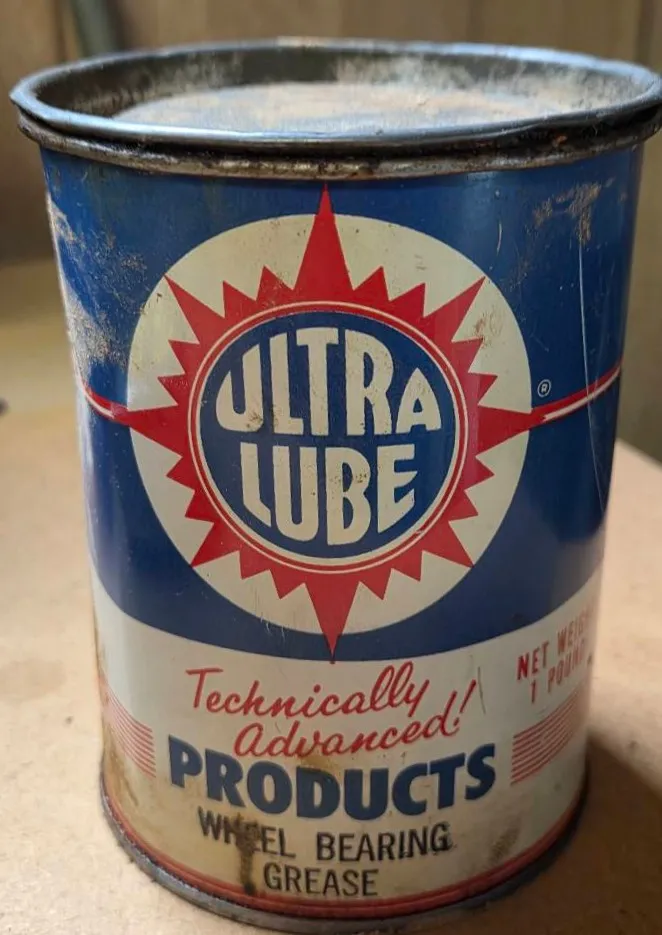 ULTRA
LUBE
®
Technically
Advanced!
PRODUCTS
WHEEL BEARING
GREASE
NET WEIGHT
1 POUND